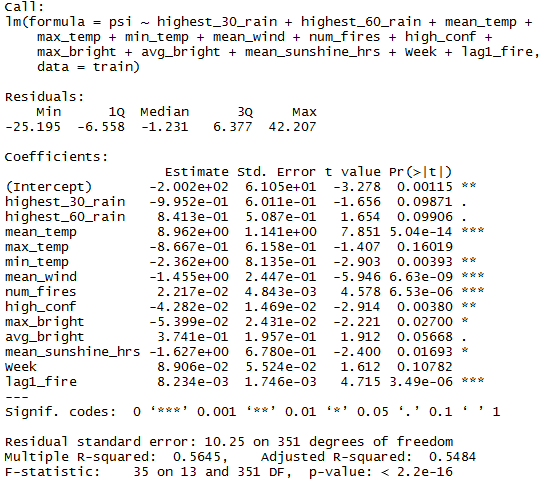 Call:
lm(formula = psi ~ highest_30_rain + highest_60_rain + mean_temp +
    max_temp + min_temp + mean_wind + num_fires + high_conf +
    max_bright + avg_bright + mean_sunshine_hrs + Week + lag1_fire,
    data = train)

Residuals:
    Min      1Q  Median      3Q     Max
-25.195  -6.558  -1.231   6.377  42.207

Coefficients:
                    Estimate Std. Error t value Pr(>|t|)
(Intercept)       -2.002e+02  6.105e+01  -3.278  0.00115 **
highest_30_rain   -9.952e-01  6.011e-01  -1.656  0.09871 .
highest_60_rain    8.413e-01  5.087e-01   1.654  0.09906 .
mean_temp          8.962e+00  1.141e+00   7.851 5.04e-14 ***
max_temp          -8.667e-01  6.158e-01  -1.407  0.16019
min_temp          -2.362e+00  8.135e-01  -2.903  0.00393 **
mean_wind         -1.455e+00  2.447e-01  -5.946 6.63e-09 ***
num_fires          2.217e-02  4.843e-03   4.578 6.53e-06 ***
high_conf         -4.282e-02  1.469e-02  -2.914  0.00380 **
max_bright        -5.399e-02  2.431e-02  -2.221  0.02700 *
avg_bright         3.741e-01  1.957e-01   1.912  0.05668 .
mean_sunshine_hrs -1.627e+00  6.780e-01  -2.400  0.01693 *
Week               8.906e-02  5.524e-02   1.612  0.10782
lag1_fire          8.234e-03  1.746e-03   4.715 3.49e-06 ***
---
Signif. codes:  0 ‘***’ 0.001 ‘**’ 0.01 ‘*’ 0.05 ‘.’ 0.1 ‘ ’ 1

Residual standard error: 10.25 on 351 degrees of freedom
Multiple R-squared:  0.5645,    Adjusted R-squared:  0.5484
F-statistic:    35 on 13 and 351 DF,  p-value: < 2.2e-16